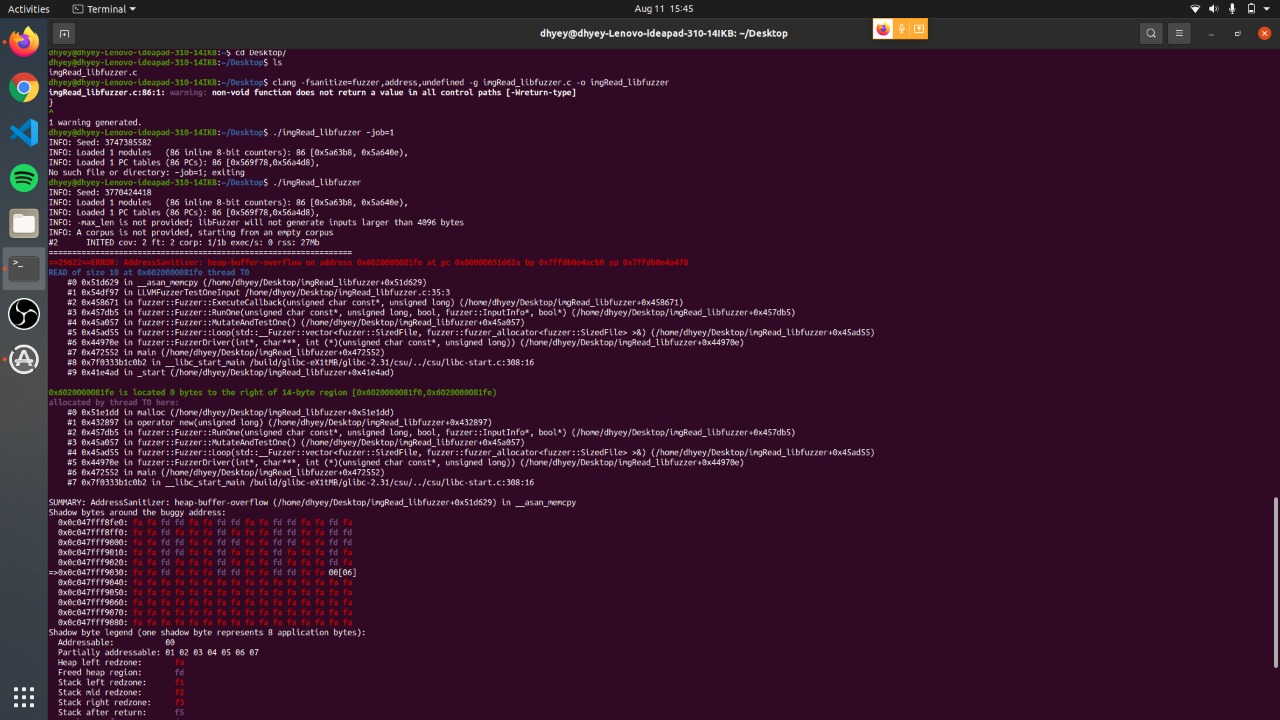 Activities
Terminal
Aug 11 15:45
dhyey@dhyey-Lenovo-ideapad-310-14IKB: ~/Desktop
dhyey@dhyey-Lenovo-ideapad-310-14IKB:~$ cd Desktop/
dhyey@dhyey-Lenovo-ideapad-310-14IKB:~/Desktop$ ls
imgRead_libfuzzer.c
dhyey@dhyey-Lenovo-ideapad-310-14IKB:~/Desktop$ clang -fsanitize=fuzzer,address,undefined -g imgRead_libfuzzer.c -o imgRead_libfuzzer
imgRead_libfuzzer.c:86:1: warning: non-void function does not return a value in all control paths [-Wreturn-type]
}
^
1 warning generated.
dhyey@dhyey-Lenovo-ideapad-310-14IKB:~/Desktop$ ./imgRead_libfuzzer –job=1
INFO: Seed: 3747385582
INFO: Loaded 1 modules   (86 inline 8-bit counters): 86 [0x5a63b8, 0x5a640e),
INFO: Loaded 1 PC tables (86 PCs): 86 [0x569f78,0x56a4d8),
No such file or directory: –job=1; exiting
dhyey@dhyey-Lenovo-ideapad-310-14IKB:~/Desktop$ ./imgRead_libfuzzer
INFO: Seed: 3770424418
INFO: Loaded 1 modules   (86 inline 8-bit counters): 86 [0x5a63b8, 0x5a640e),
INFO: Loaded 1 PC tables (86 PCs): 86 [0x569f78,0x56a4d8),
INFO: -max_len is not provided; libFuzzer will not generate inputs larger than 4096 bytes
INFO: A corpus is not provided, starting from an empty corpus
#2      INITED cov: 2 ft: 2 corp: 1/1b exec/s: 0 rss: 27Mb
=================================================================
==29622==ERROR: AddressSanitizer: heap-buffer-overflow on address 0x6020000081fe at pc 0x00000051d62a bp 0x7ffdb0e4acb0 sp 0x7ffdb0e4a478
READ of size 10 at 0x6020000081fe thread T0
#0 0x51d629 in __asan_memcpy (/home/dhyey/Desktop/imgRead_libfuzzer+0x51d629)
#1 0x54df97 in LLVMFuzzerTestOneInput /home/dhyey/Desktop/imgRead_libfuzzer.c:35:3
#2 0x458671 in fuzzer::Fuzzer::ExecuteCallback(unsigned char const*, unsigned long) (/home/dhyey/Desktop/imgRead_libfuzzer+0x458671)
#3 0x457db5 in fuzzer::Fuzzer::RunOne(unsigned char const*, unsigned long, bool, fuzzer::InputInfo*, bool*) (/home/dhyey/Desktop/imgRead_libfuzzer+0x457db5)
#4 0x45a057 in fuzzer::Fuzzer::MutateAndTestOne() (/home/dhyey/Desktop/imgRead_libfuzzer+0x45a057)
#5 0x45ad55 in fuzzer::Fuzzer::Loop(std::__Fuzzer::vector<fuzzer::SizedFile, fuzzer::fuzzer_allocator<fuzzer::SizedFile> >&) (/home/dhyey/Desktop/imgRead_libfuzzer+0x45ad55)
#6 0x44970e in fuzzer::FuzzerDriver(int*, char***, int (*)(unsigned char const*, unsigned long)) (/home/dhyey/Desktop/imgRead_libfuzzer+0x44970e)
#7 0x472552 in main (/home/dhyey/Desktop/imgRead_libfuzzer+0x472552)
#8 0x7f0333b1c0b2 in __libc_start_main /build/glibc-eX1tMB/glibc-2.31/csu/../csu/libc-start.c:308:16
#9 0x41e4ad in _start (/home/dhyey/Desktop/imgRead_libfuzzer+0x41e4ad)
0x6020000081fe is located 0 bytes to the right of 14-byte region [0x6020000081f0,0x6020000081fe)
allocated by thread T0 here:
#0 0x51e1dd in malloc (/home/dhyey/Desktop/imgRead_libfuzzer+0x51e1dd)
#1 0x432897 in operator new(unsigned long) (/home/dhyey/Desktop/imgRead_libfuzzer+0x432897)
#2 0x457db5 in fuzzer::Fuzzer::RunOne(unsigned char const*, unsigned long, bool, fuzzer::InputInfo*, bool*) (/home/dhyey/Desktop/imgRead_libfuzzer+0x457db5)
#3 0x45a057 in fuzzer::Fuzzer::MutateAndTestOne() (/home/dhyey/Desktop/imgRead_libfuzzer+0x45a057)
#4 0x45ad55 in fuzzer::Fuzzer::Loop(std::__Fuzzer::vector<fuzzer::SizedFile, fuzzer::fuzzer_allocator<fuzzer::SizedFile> >&) (/home/dhyey/Desktop/imgRead_libfuzzer+0x45ad55)
#5 0x44970e in fuzzer::FuzzerDriver(int*, char***, int (*)(unsigned char const*, unsigned long)) (/home/dhyey/Desktop/imgRead_libfuzzer+0x44970e)
#6 0x472552 in main (/home/dhyey/Desktop/imgRead_libfuzzer+0x472552)
#7 0x7f0333b1c0b2 in __libc_start_main /build/glibc-eX1tMB/glibc-2.31/csu/../csu/libc-start.c:308:16
SUMMARY: AddressSanitizer: heap-buffer-overflow (/home/dhyey/Desktop/imgRead_libfuzzer+0x51d629) in __asan_memcpy
Shadow bytes around the buggy address:
0x0c047fff8fe0: fa fa fd fd fa fa fd fd fa fa fd fd fa fa fd fa
0x0c047fff8ff0: fa fa fd fd fa fa fd fd fa fa fd fd fa fa fd fd
0x0c047fff9000: fa fa fd fd fa fa fd fd fa fa fd fd fa fa fd fd
0x0c047fff9010: fa fa fd fd fa fa fd fd fa fa fd fd fa fa fd fa
0x0c047fff9020: fa fa fd fd fa fa fd fd fa fa fd fd fa fa fd fa
=>0x0c047fff9030: fa fa fd fd fa fa fd fd fa fa fd fd fa fa 00[06]
0x0c047fff9040: fa fa fa fa fa fa fa fa fa fa fa fa fa fa fa fa
0x0c047fff9050: fa fa fa fa fa fa fa fa fa fa fa fa fa fa fa fa
0x0c047fff9060: fa fa fa fa fa fa fa fa fa fa fa fa fa fa fa fa
0x0c047fff9070: fa fa fa fa fa fa fa fa fa fa fa fa fa fa fa fa
0x0c047fff9080: fa fa fa fa fa fa fa fa fa fa fa fa fa fa fa fa
Shadow byte legend (one shadow byte represents 8 application bytes):
Addressable:           00
Partially addressable: 01 02 03 04 05 06 07
Heap left redzone:       fa
Freed heap region:       fd
Stack left redzone:      f1
Stack mid redzone:       f2
Stack right redzone:     f3
Stack after return:      f5